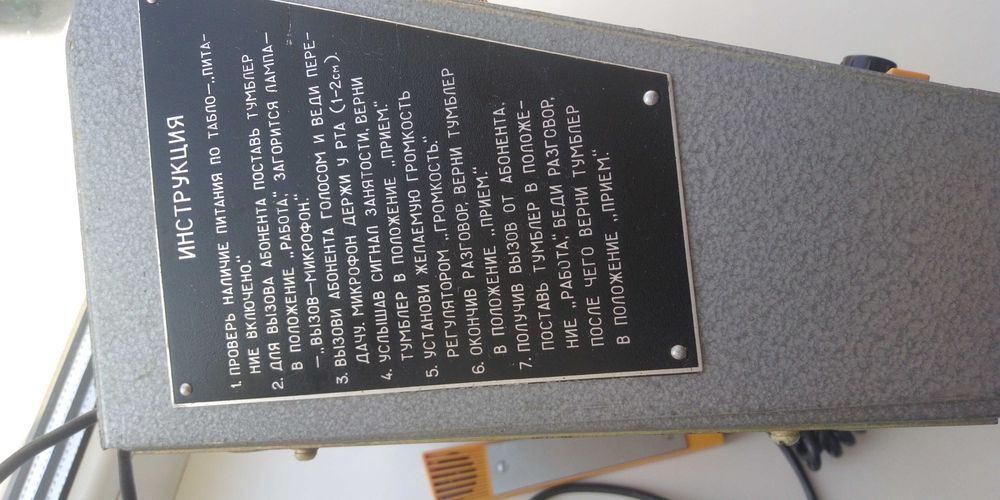 ИНСТРУКЦИЯ
1. ПРОВЕРЬ НАЛИЧИЕ ПИТАНИЯ ПО ТАБЛО-„ПИТА-
НИЕ ВКЛЮЧЕНО."
2. ДЛЯ ВЫЗОВА АБОНЕНТА ПОСТАВЬ ТУМБЛЕР
В ПОЛОЖЕНИЕ „РАБОТА," ЗАГОРИТСЯ ЛАМПА-
-„ВЫЗОВ-МИКРОФОН."
3. ВЫЗОВИ АБОНЕНТА ГОЛОСОМ И ВЕДИ ПЕРЕ-
ДАЧУ. МИКРОФОН ДЕРЖИ У РТА (1-2см).
4. УСЛЫШАВ СИГНАЛ ЗАНЯТОСТИ, ВЕРНИ
ТУМБЛЕР В ПОЛОЖЕНИЕ „ПРИЕМ."
5. УСТАНОВИ ЖЕЛАЕМУЮ ГРОМКОСТЬ
РЕГУЛЯТОРОМ „ГРОМКОСТЬ."
6. ОКОНЧИВ РАЗГОВОР, ВЕРНИ ТУМБЛЕР
В ПОЛОЖЕНИЕ „ПРИЕМ."
7. ПОЛУЧИВ ВЫЗОВ ОТ АБОНЕНТА,
ПОСТАВЬ ТУМБЛЕР В ПОЛОЖЕ-
НИЕ „РАБОТА," ВЕДИ РАЗГОВОР,
ПОСЛЕ ЧЕГО ВЕРНИ ТУМБЛЕР
В ПОЛОЖЕНИЕ „ПРИЕМ."